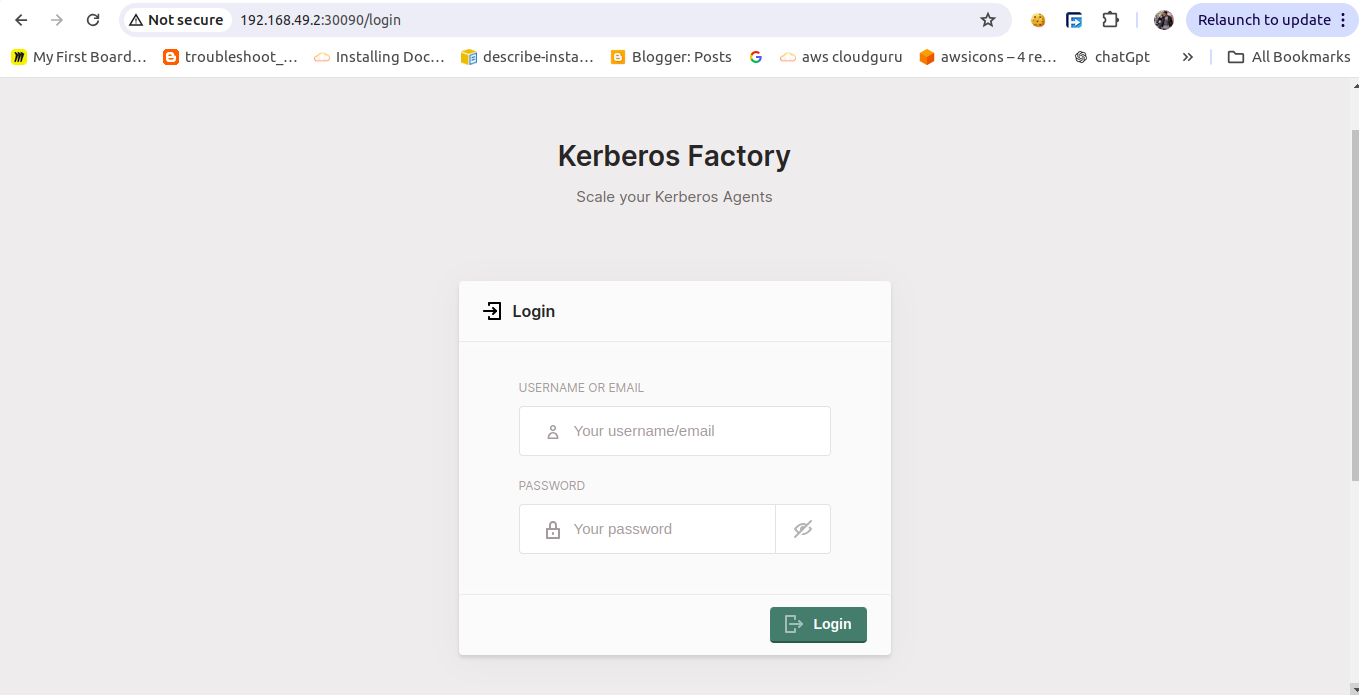 Not secure 192.168.49.2:30090/login Relaunch to update
My First Board... troubleshoot_... Installing Doc... describe-insta... Blogger: Posts aws cloudguru awsicons – 4 re... chatGpt » All Bookmarks
Kerberos Factory
Scale your Kerberos Agents
Login
USERNAME OR EMAIL
Your username/email
PASSWORD
Your password
Login